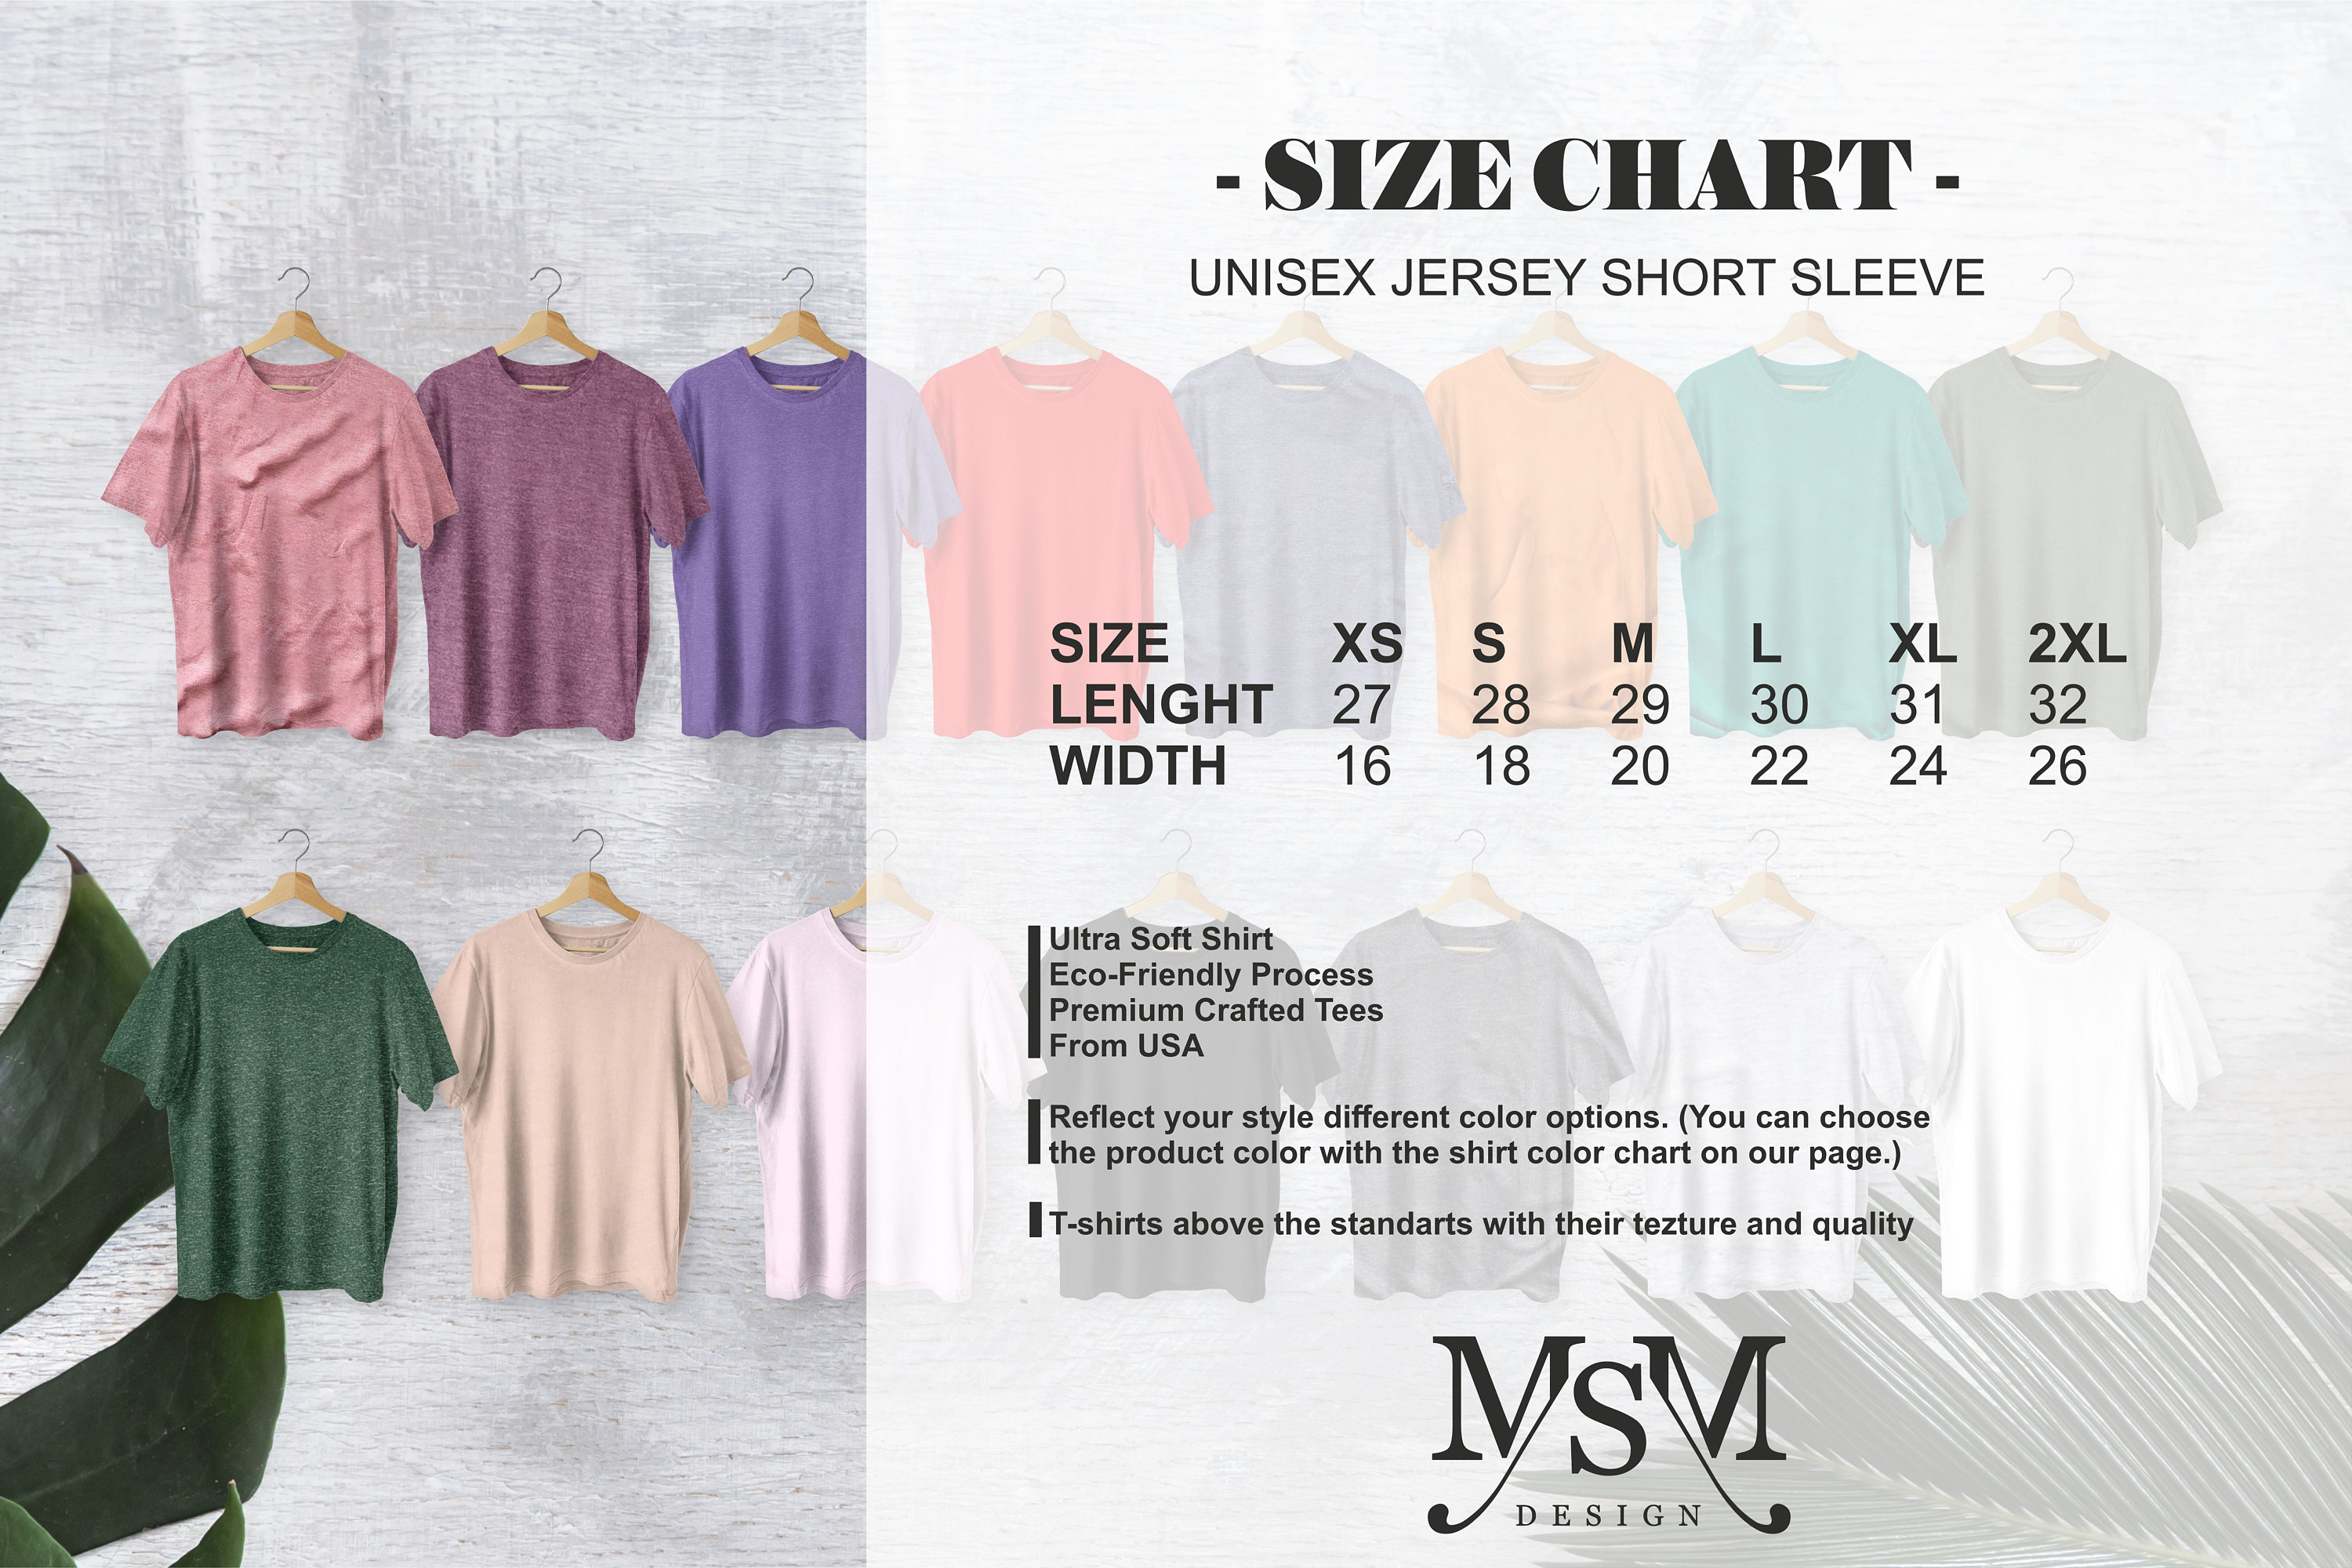 - SIZE CHART -
UNISEX JERSEY SHORT SLEEVE
SIZE XS S M L XL 2XL
LENGHT 27 28 29 30 31 32
WIDTH 16 18 20 22 24 26
Ultra Soft Shirt
Eco-Friendly Process
Premium Crafted Tees
From USA
Reflect your style different color options. (You can choose
the product color with the shirt color chart on our page.)
T-shirts above the standarts with their tezture and quality
MSM
DESIGN